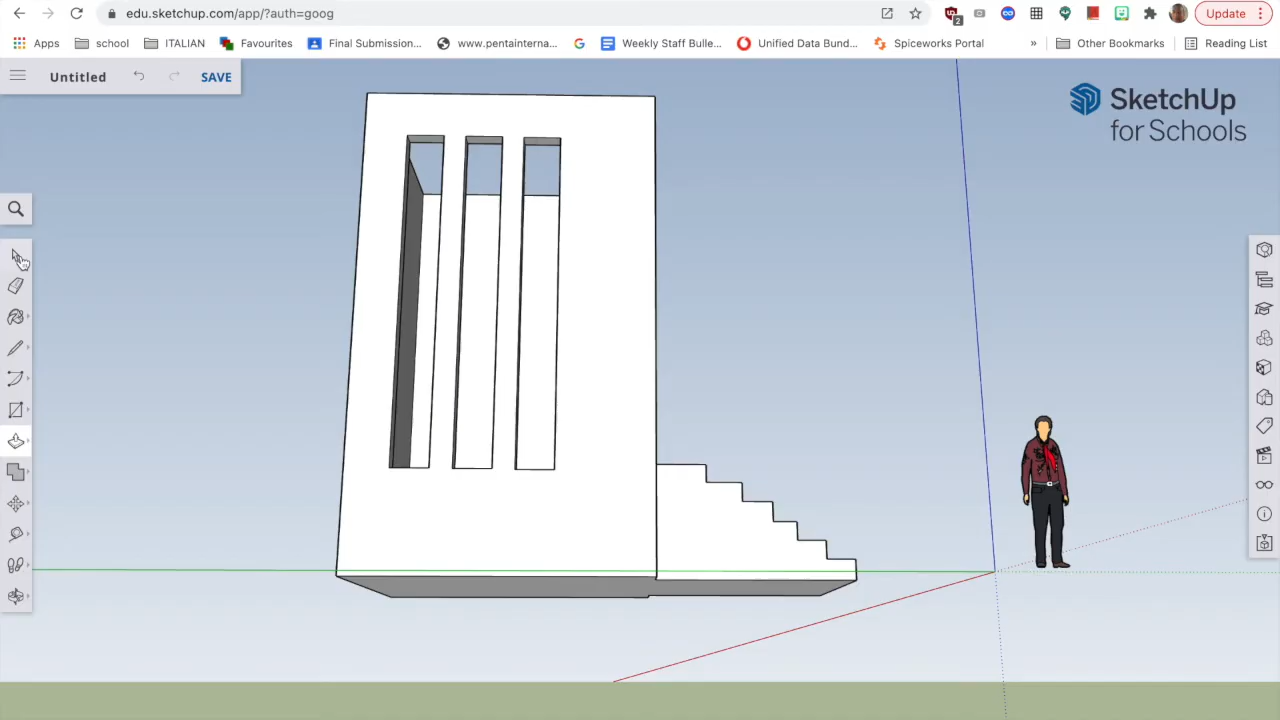 edu.sketchup.com/app/?auth=goog
2
Update
Apps school ITALIAN Favourites Final Submission... www.pentainterna... Weekly Staff Bulle... Unified Data Bund... Spiceworks Portal » Other Bookmarks Reading List
Untitled SAVE
SketchUp
for Schools